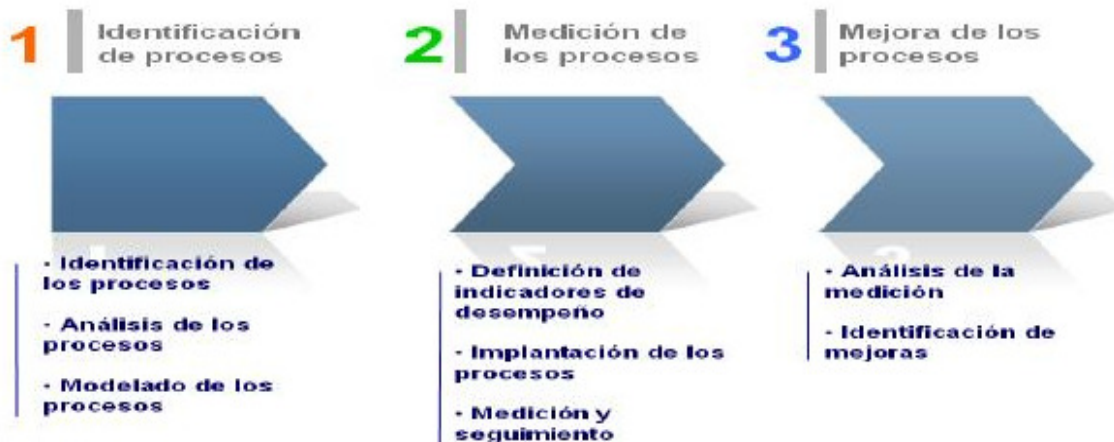 1
Identificación
de procesos
2
Medición de
los procesos
3
Mejora de los
procesos
- Identificación de
los procesos
- Análisis de los
procesos
- Modelado de los
procesos
- Definición de
indicadores de
desempeño
- Implantación de los
procesos
- Medición y
seguimiento
- Análisis de la
medición
- Identificación de
mejoras